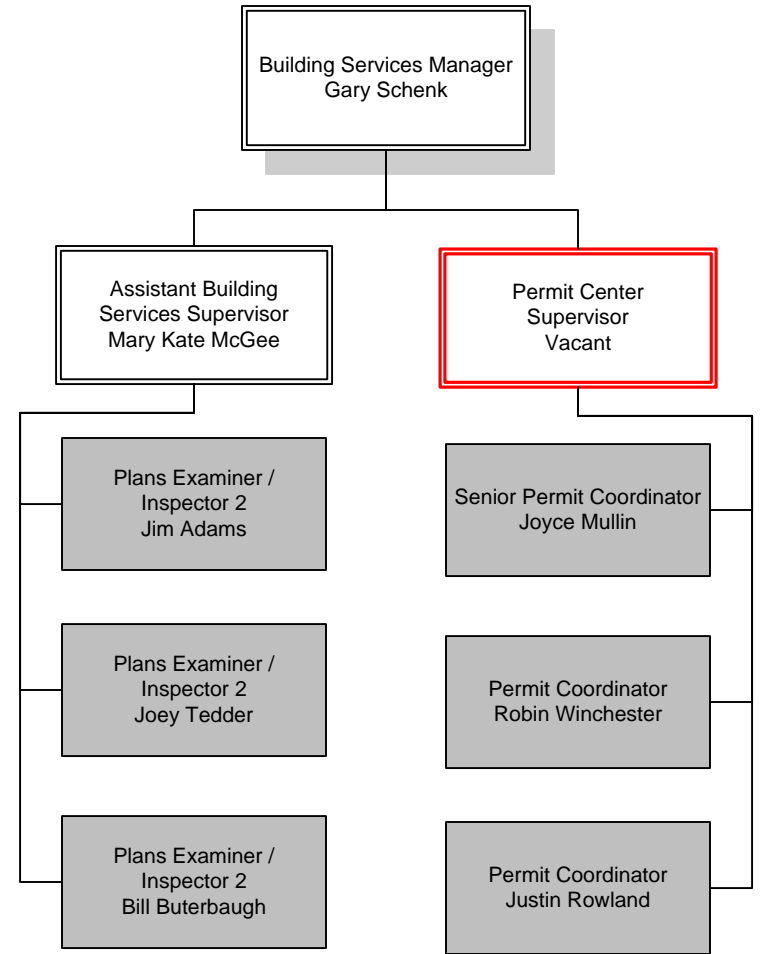 Building Services Manager
Gary Schenk
Assistant Building
Services Supervisor
Mary Kate McGee
Permit Center
Supervisor
Vacant
Plans Examiner /
Inspector 2
Jim Adams
Senior Permit Coordinator
Joyce Mullin
Plans Examiner /
Inspector 2
Joey Tedder
Permit Coordinator
Robin Winchester
Plans Examiner /
Inspector 2
Bill Buterbaugh
Permit Coordinator
Justin Rowland